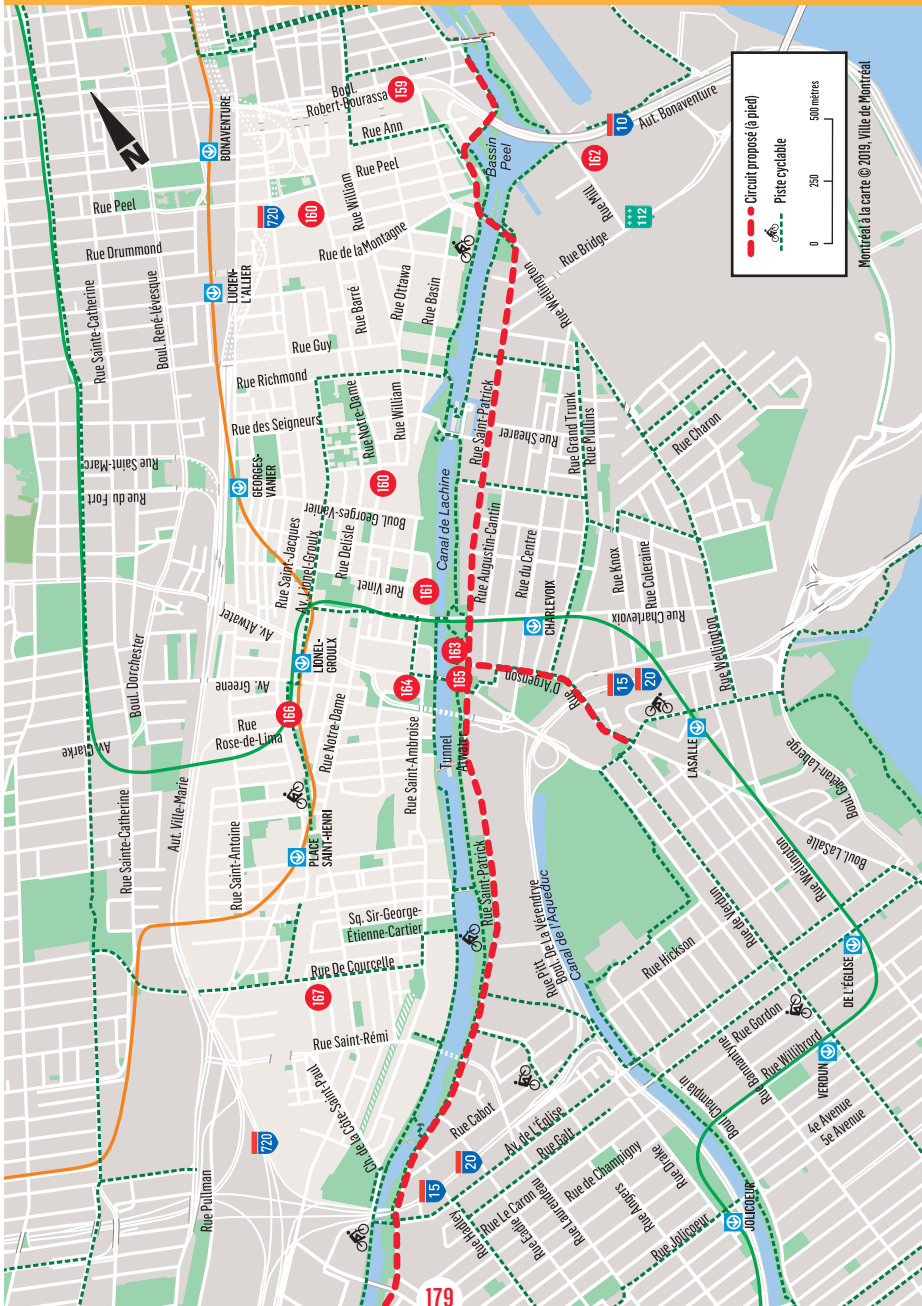 Boul.
Robert-Bourassa
159
Rue Ann
BONAVENTURE
Rue Peel
Bassin
Peel
10
Aut. Bonaventure
162
Rue Mill
112
Rue Bridge
Circuit proposé (à pied)
Piste cyclable
0
250
500 mètres
Montréal à la carte © 2019, Ville de Montréal
N
Rue Peel
720
160
Rue William
Rue Drummond
Rue de la Montagne
LUCIEN-
L'ALLIER
Rue Sainte-Catherine
Boul. René-lévesque
Rue Barré
Rue Ottawa
Rue Basin
Rue Wellington
Rue Guy
Rue Richmond
Rue des Seigneurs
Rue Notre-Dame
Rue William
Rue Saint-Patrick
Rue Shearer
Rue Grand Trunk
Rue Mullins
Rue Charon
Rue Saint-Marc
Rue du Fort
GEORGES-
VANIER
160
Boul. Georges-Vanier
Canal de Lachine
Rue Saint-Jacques
Av. Lionel-Groulx
Rue Delisle
Rue Vinet
161
Rue Augustin-Cantin
Rue du Centre
Rue Knox
Rue Coleraine
Rue Charlevoix
CHARLEVOIX
Av. Atwater
LIONEL-
GROULX
163
165
164
Rue D'Argenson
15
20
Rue Wellington
Boul. Dorchester
Av. Greene
Rue
Rose-de-Lima
166
Rue Notre-Dame
Av. Clarke
Rue Saint-Ambroise
Tunnel
Atwater
LASALLE
Boul. Gaétan-Laberge
Boul. LaSalle
Rue Sainte-Catherine
Aut. Ville-Marie
Rue Saint-Antoine
PLACE
SAINT-HENRI
Rue Saint-Patrick
Rue Wellington
Rue de Verdun
Sq. Sir-George-
Étienne-Cartier
Rue De Courcelle
Rue Pitt
Boul. De La Vérendrye
Canal de l'Aqueduc
Rue Hickson
DE L'ÉGLISE
167
Rue Saint-Rémi
Rue Gordon
Bannantyne
Rue Willibrord
Rue
VERDUN
Boul. Champlain
4e Avenue
5e Avenue
Ch. de la Côte-Saint-Paul
Rue Cabot
Av. de L'Église
Rue Galt
720
15
20
Rue Pullman
Rue Hadley
Rue Le Caron
Rue Eadie
Rue Laurendeau
Rue de Champigny
Rue Angers
Rue Drake
Rue Jolicoeur
JOLICOEUR
179